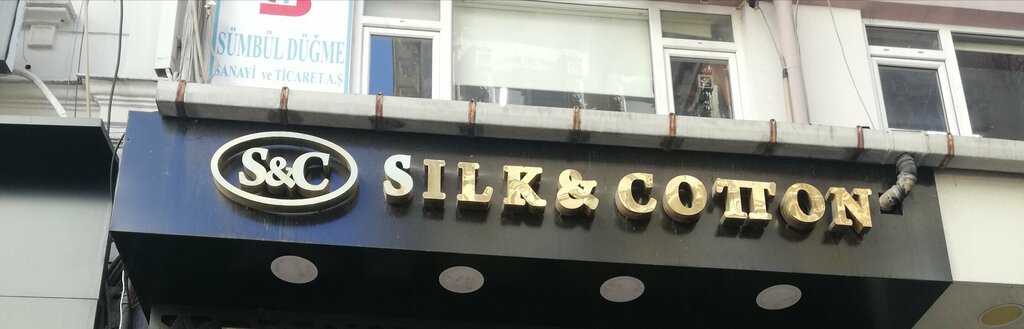 SÜMBÜL DÜĞME
SANAYİ ve TİCARET A.Ş
S&C
SILK & COTTON